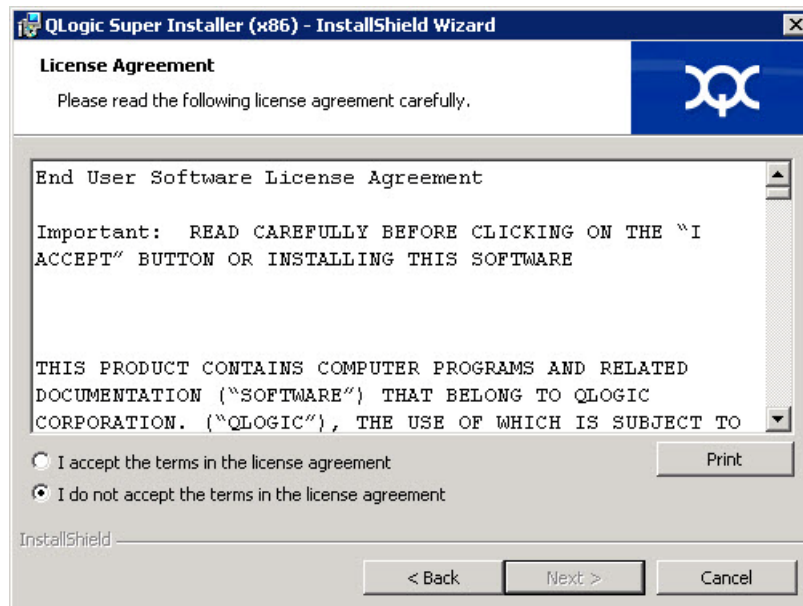 QLogic Super Installer (x86) - InstallShield Wizard
License Agreement
Please read the following license agreement carefully.
End User Software License Agreement
Important:  READ CAREFULLY BEFORE CLICKING ON THE “I
ACCEPT” BUTTON OR INSTALLING THIS SOFTWARE
THIS PRODUCT CONTAINS COMPUTER PROGRAMS AND RELATED
DOCUMENTATION (“SOFTWARE”) THAT BELONG TO QLOGIC
CORPORATION. (“QLOGIC”), THE USE OF WHICH IS SUBJECT TO
I accept the terms in the license agreement
Print
I do not accept the terms in the license agreement
InstallShield
< Back
Next >
Cancel